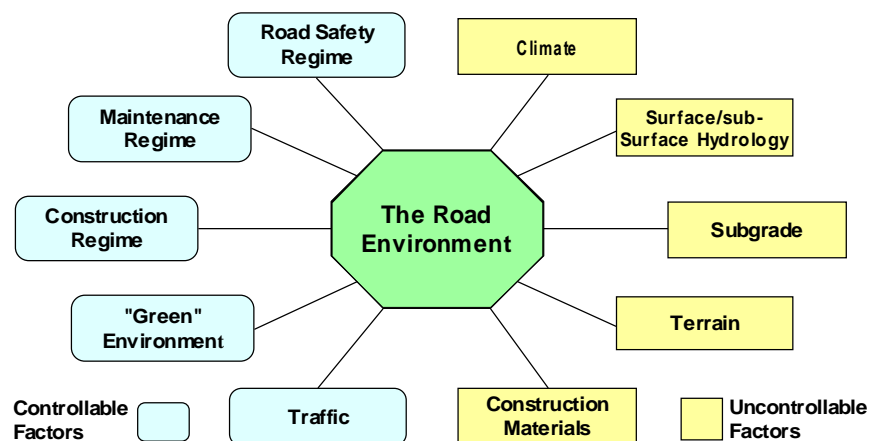 Road Safety
Regime
Climate
Maintenance
Regime
Surface/sub-
Surface Hydrology
Construction
Regime
The Road
Environment
Subgrade
"Green"
Environment
Terrain
Controllable
Factors
Traffic
Construction
Materials
Uncontrollable
Factors